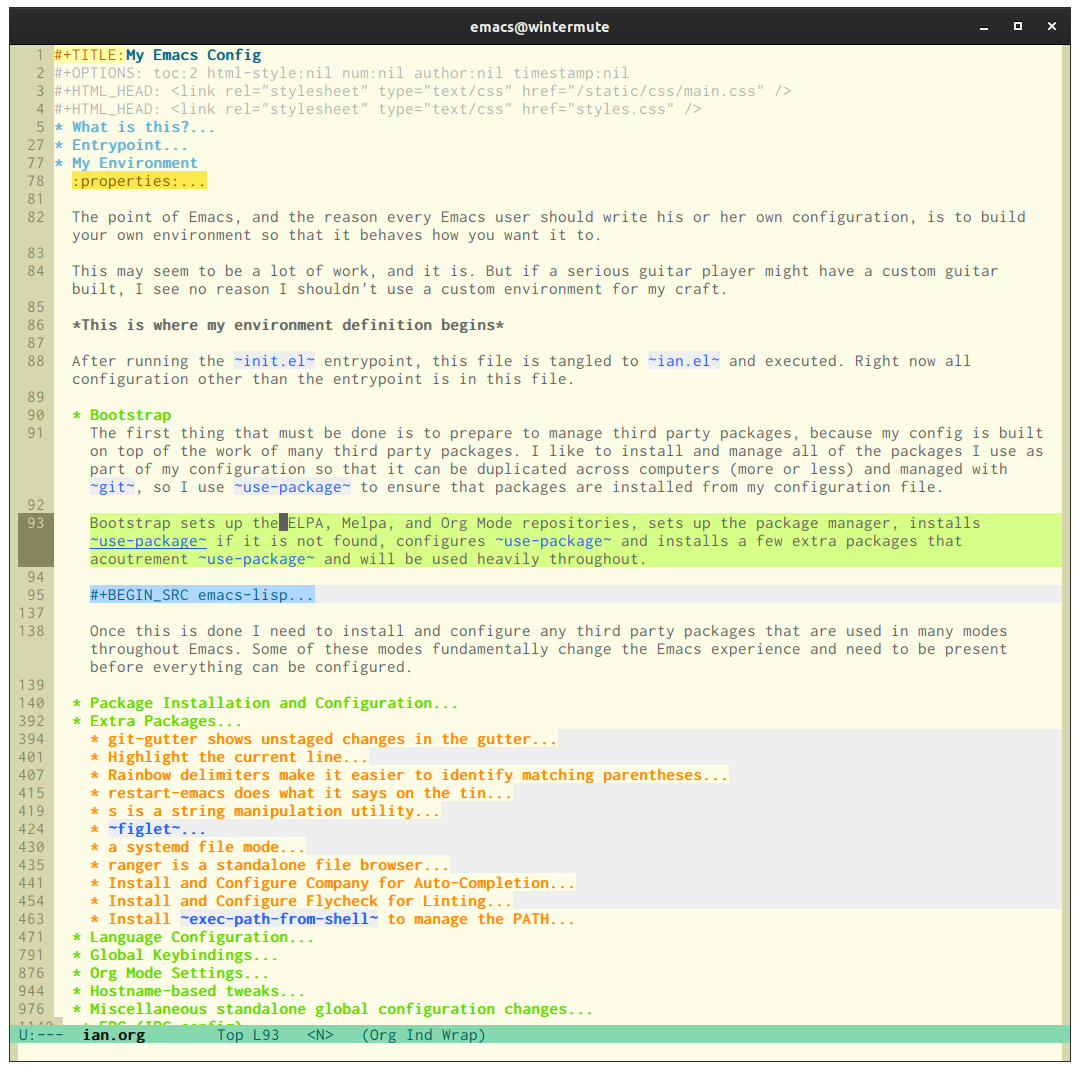 emacs@wintermute
1 #+TITLE:My Emacs Config
2 #+OPTIONS: toc:2 html-style:nil num:nil author:nil timestamp:nil
3 #+HTML_HEAD: <link rel="stylesheet" type="text/css" href="/static/css/main.css" />
4 #+HTML_HEAD: <link rel="stylesheet" type="text/css" href="styles.css" />
5 * What is this?...
27 * Entrypoint...
77 * My Environment
78 :properties:...
81
82 The point of Emacs, and the reason every Emacs user should write his or her own configuration, is to build
your own environment so that it behaves how you want it to.
83
84 This may seem to be a lot of work, and it is. But if a serious guitar player might have a custom guitar
built, I see no reason I shouldn't use a custom environment for my craft.
85
86 *This is where my environment definition begins*
87
88 After running the ~init.el~ entrypoint, this file is tangled to ~ian.el~ and executed. Right now all
configuration other than the entrypoint is in this file.
89
90 * Bootstrap
91 The first thing that must be done is to prepare to manage third party packages, because my config is built
on top of the work of many third party packages. I like to install and manage all of the packages I use as
part of my configuration so that it can be duplicated across computers (more or less) and managed with
~git~, so I use ~use-package~ to ensure that packages are installed from my configuration file.
92
93 Bootstrap sets up the ELPA, Melpa, and Org Mode repositories, sets up the package manager, installs
~use-package~ if it is not found, configures ~use-package~ and installs a few extra packages that
acoutrement ~use-package~ and will be used heavily throughout.
94
95 #+BEGIN_SRC emacs-lisp...
137
138 Once this is done I need to install and configure any third party packages that are used in many modes
throughout Emacs. Some of these modes fundamentally change the Emacs experience and need to be present
before everything can be configured.
139
140 * Package Installation and Configuration...
392 * Extra Packages...
394 * git-gutter shows unstaged changes in the gutter...
401 * Highlight the current line...
407 * Rainbow delimiters make it easier to identify matching parentheses...
415 * restart-emacs does what it says on the tin...
419 * s is a string manipulation utility...
424 * ~figlet~...
430 * a systemd file mode...
435 * ranger is a standalone file browser...
441 * Install and Configure Company for Auto-Completion...
454 * Install and Configure Flycheck for Linting...
463 * Install ~exec-path-from-shell~ to manage the PATH...
471 * Language Configuration...
791 * Global Keybindings...
876 * Org Mode Settings...
944 * Hostname-based tweaks...
976 * Miscellaneous standalone global configuration changes...
U:--- ian.org Top L93 <N> (Org Ind Wrap)